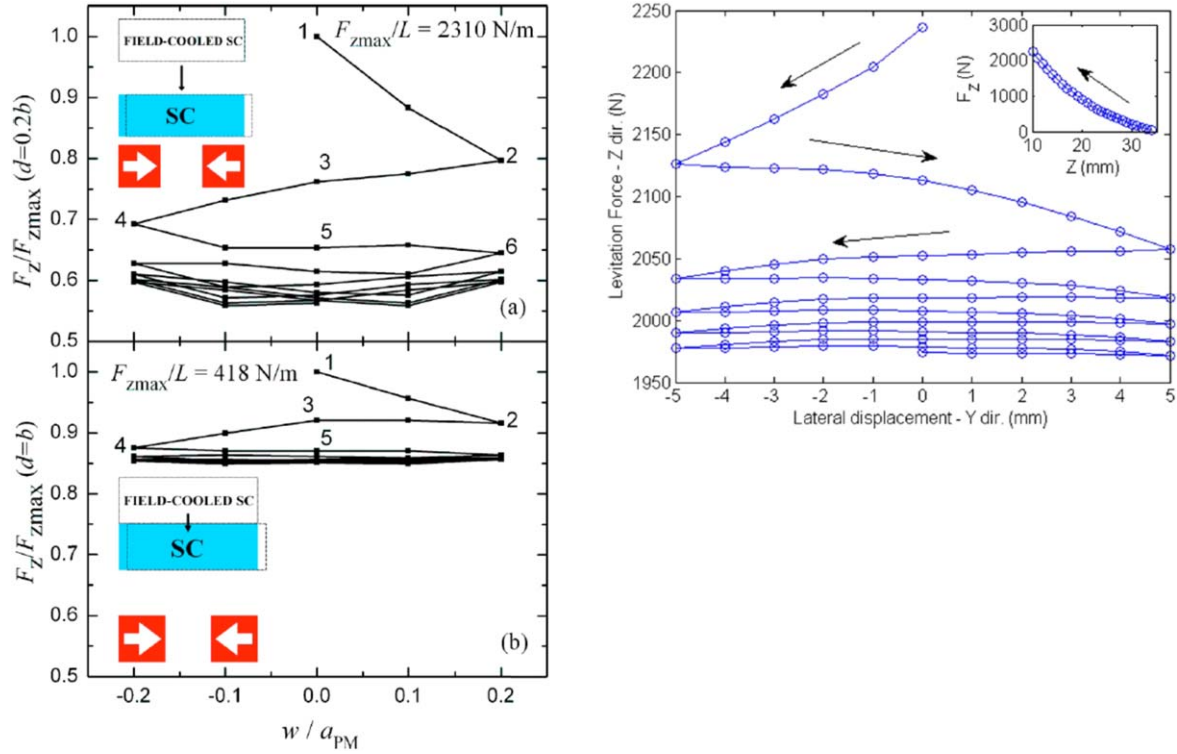 F_z/F_zmax (d=0.2b)
1.0
0.9
0.8
0.7
0.6
0.5
FIELD-COOLED SC
SC
F_zmax/L = 2310 N/m
1
2
3
4
5
6
(a)
F_z/F_zmax (d=b)
1.0
0.9
0.8
0.7
0.6
0.5
F_zmax/L = 418 N/m
1
2
3
4
5
FIELD-COOLED SC
SC
(b)
-0.2 -0.1 0.0 0.1 0.2
w / a_PM
Levitation Force - Z dir. (N)
2250
2200
2150
2100
2050
2000
1950
-5 -4 -3 -2 -1 0 1 2 3 4 5
Lateral displacement - Y dir. (mm)
F_z (N)
3000
2000
1000
0
10 20 30
Z (mm)